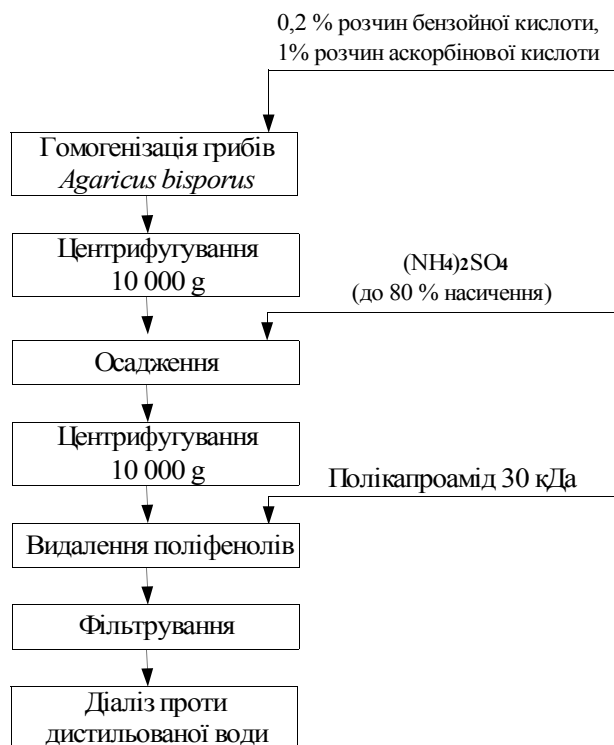 0,2 % розчин бензойної кислоти,
1% розчин аскорбінової кислоти
Гомогенізація грибів
Agaricus bisporus
Центрифугування
10 000 g
(NH4)2SO4
(до 80 % насичення)
Осадження
Центрифугування
10 000 g
Полікапроамід 30 кДа
Видалення поліфенолів
Фільтрування
Діаліз проти
дистильованої води